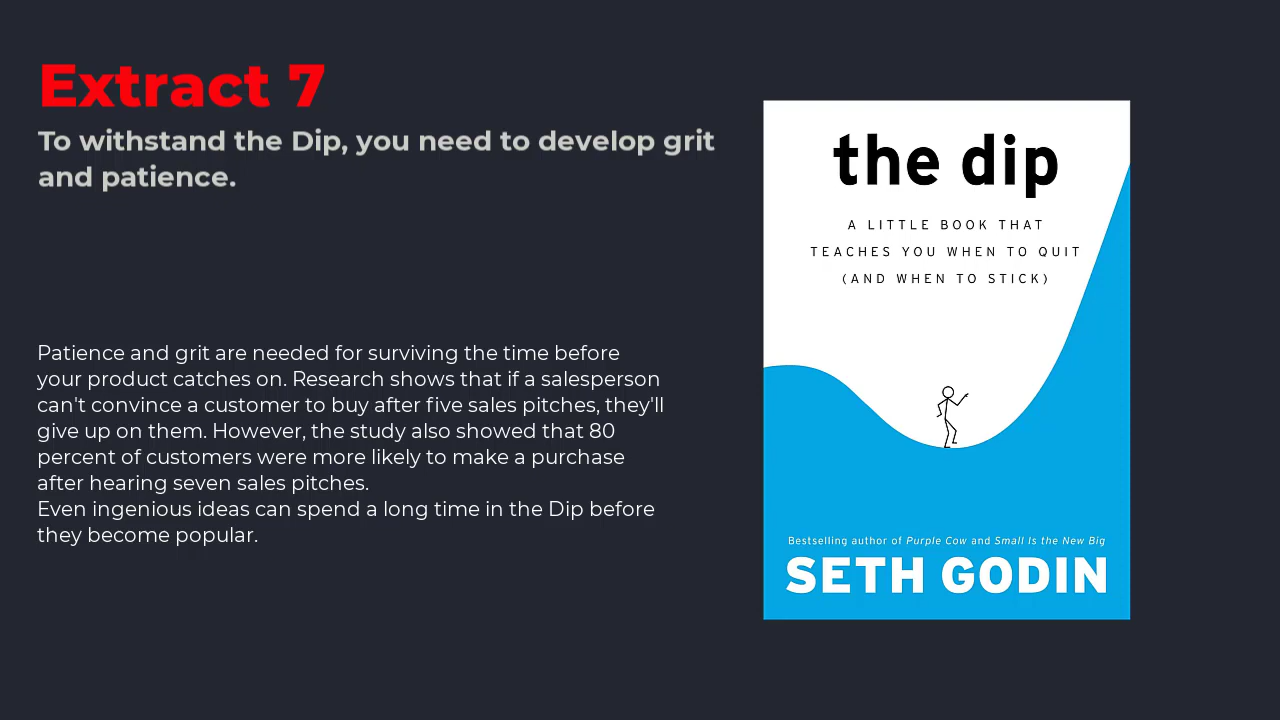 Extract 7
To withstand the Dip, you need to develop grit
and patience.
Patience and grit are needed for surviving the time before
your product catches on. Research shows that if a salesperson
can't convince a customer to buy after five sales pitches, they'll
give up on them. However, the study also showed that 80
percent of customers were more likely to make a purchase
after hearing seven sales pitches.
Even ingenious ideas can spend a long time in the Dip before
they become popular.
the dip
A LITTLE BOOK THAT
TEACHES YOU WHEN TO QUIT
(AND WHEN TO STICK)
Bestselling author of Purple Cow and Small Is the New Big
SETH GODIN